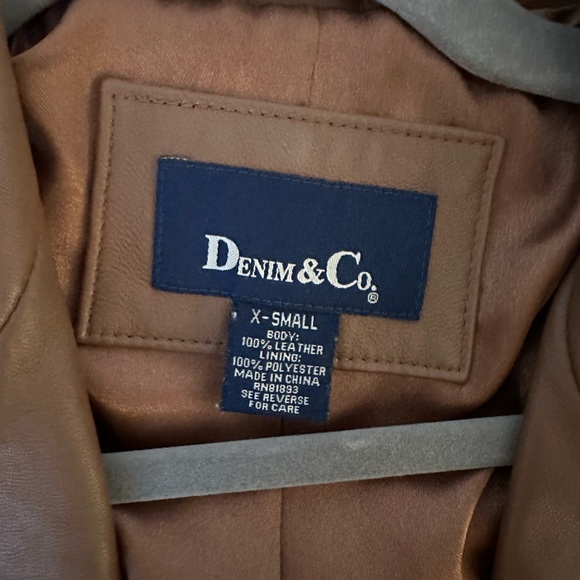 DENIM & CO.®
X-SMALL
BODY:
100% LEATHER
LINING:
100% POLYESTER
MADE IN CHINA
RN81893
SEE REVERSE
FOR CARE